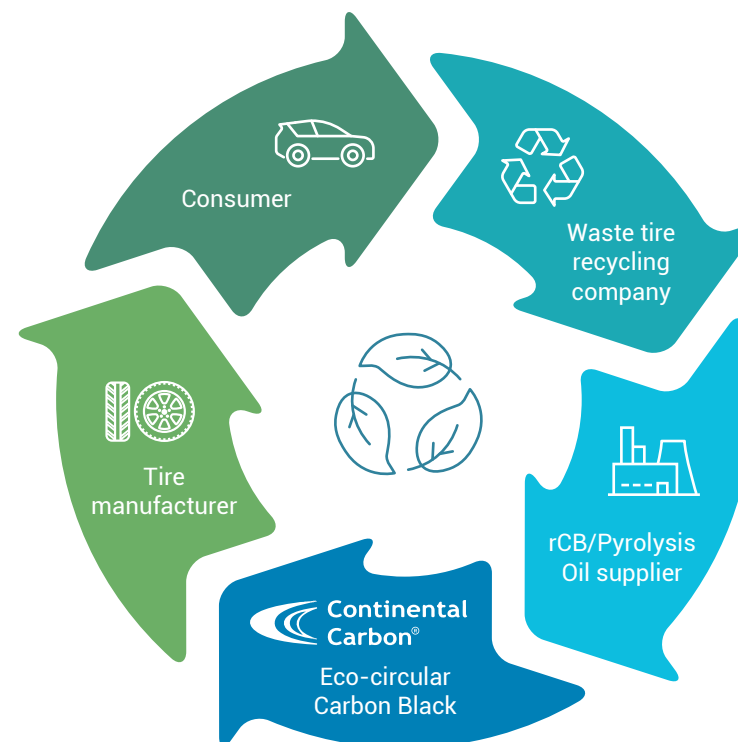 Consumer
Waste tire
recycling
company
rCB/Pyrolysis
Oil supplier
Continental
Carbon®
Eco-circular
Carbon Black
Tire
manufacturer